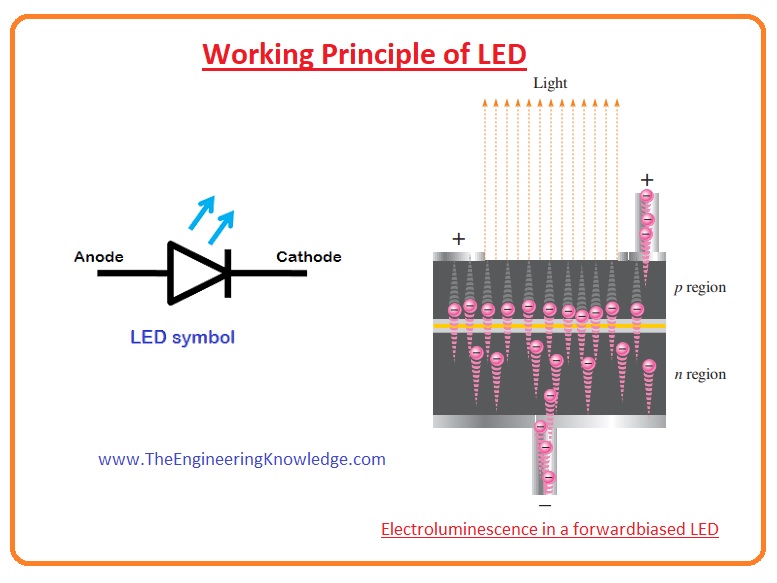 Working Principle of LED
Light
+
+
Anode
Cathode
p region
LED symbol
n region
www.TheEngineeringKnowledge.com
−
Electroluminescence in a forwardbiased LED